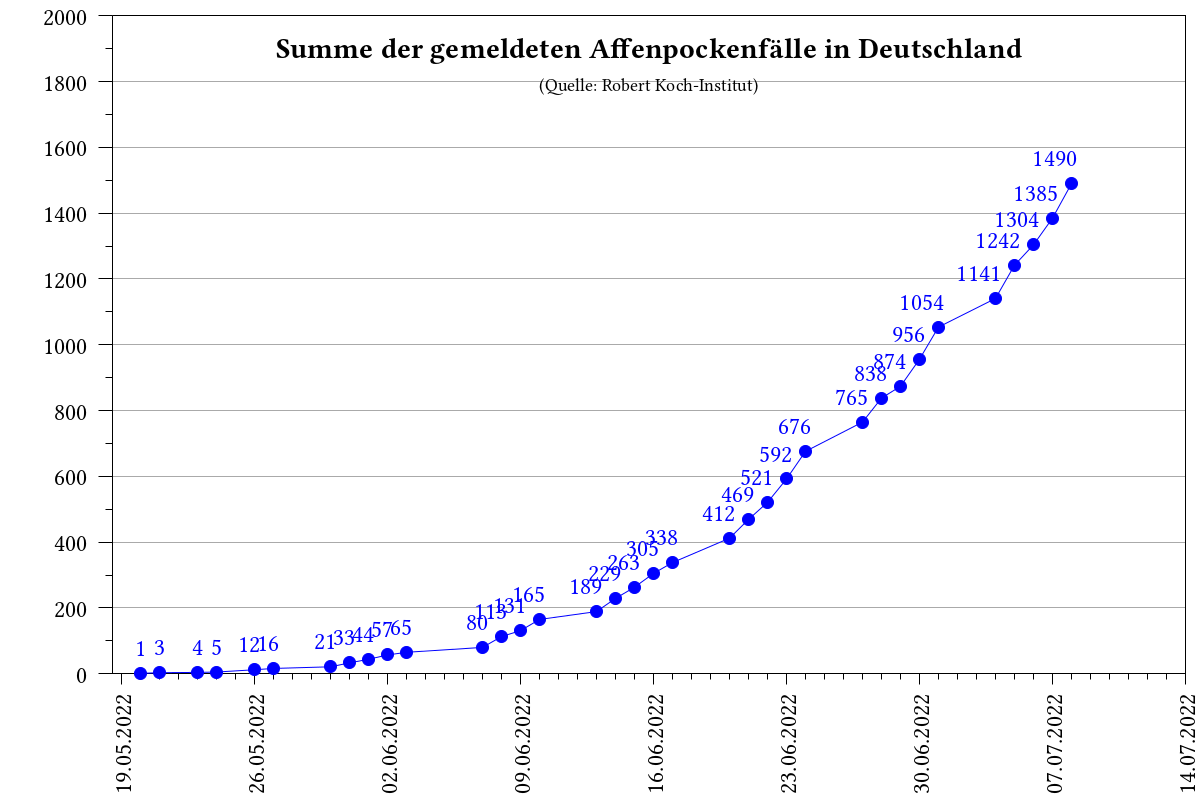 Summe der gemeldeten Affenpockenfälle in Deutschland
(Quelle: Robert Koch-Institut)
2000
1800
1600
1400
1200
1000
800
600
400
200
0
1 3 4 5 12 16 21 33 44 57 65 80 113 131 165 189 229 263 305 338 412 469 521 592 676 765 838 874 956 1054 1141 1242 1304 1385 1490
19.05.2022 26.05.2022 02.06.2022 09.06.2022 16.06.2022 23.06.2022 30.06.2022 07.07.2022 14.07.2022